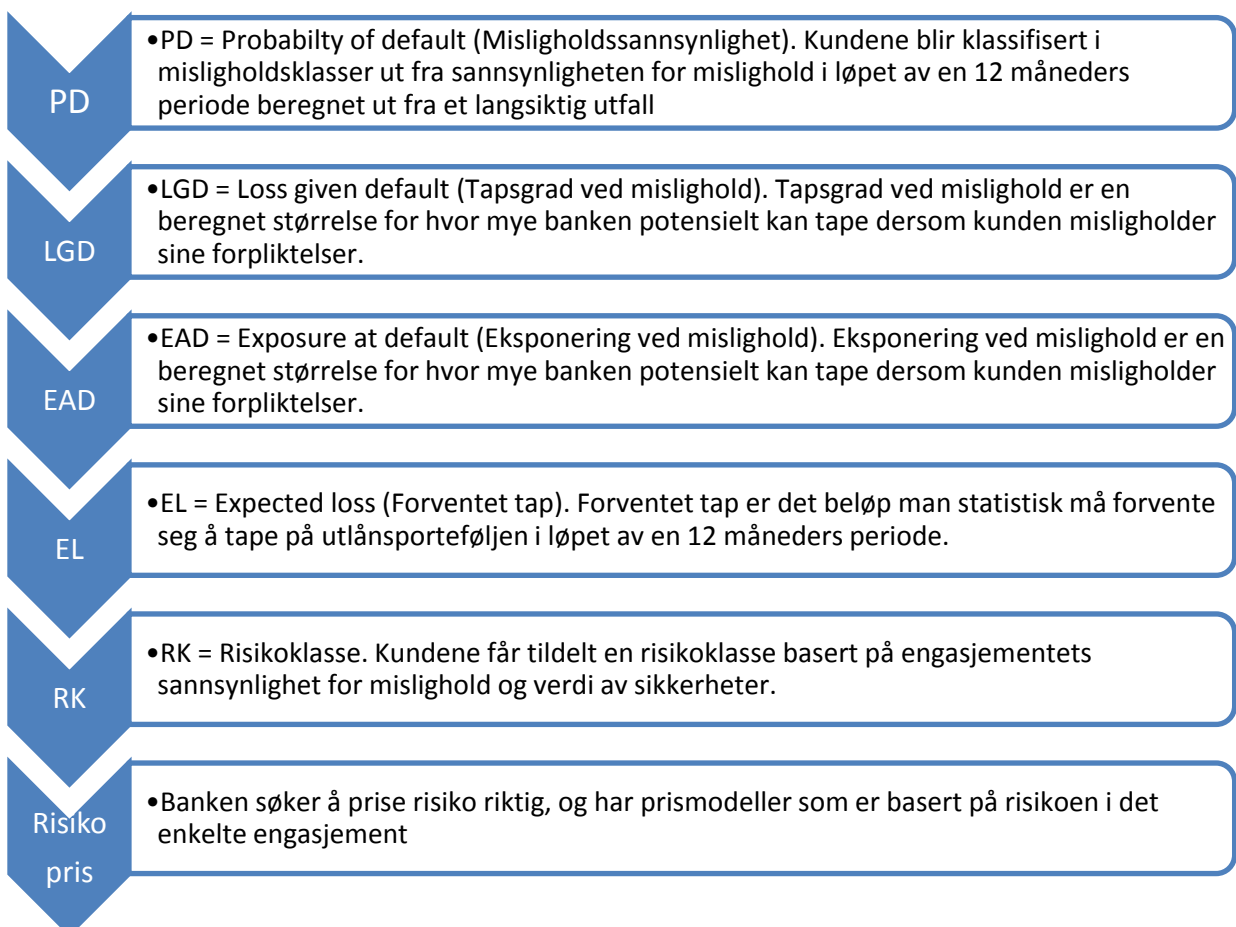 PD
•PD = Probabilty of default (Misligholdssannsynlighet). Kundene blir klassifisert i
misligholdsklasser ut fra sannsynligheten for mislighold i løpet av en 12 måneders
periode beregnet ut fra et langsiktig utfall
LGD
•LGD = Loss given default (Tapsgrad ved mislighold). Tapsgrad ved mislighold er en
beregnet størrelse for hvor mye banken potensielt kan tape dersom kunden misligholder
sine forpliktelser.
EAD
•EAD = Exposure at default (Eksponering ved mislighold). Eksponering ved mislighold er en
beregnet størrelse for hvor mye banken potensielt kan tape dersom kunden misligholder
sine forpliktelser.
EL
•EL = Expected loss (Forventet tap). Forventet tap er det beløp man statistisk må forvente
seg å tape på utlånsporteføljen i løpet av en 12 måneders periode.
RK
•RK = Risikoklasse. Kundene får tildelt en risikoklasse basert på engasjementets
sannsynlighet for mislighold og verdi av sikkerheter.
Risiko
pris
•Banken søker å prise risiko riktig, og har prismodeller som er basert på risikoen i det
enkelte engasjement